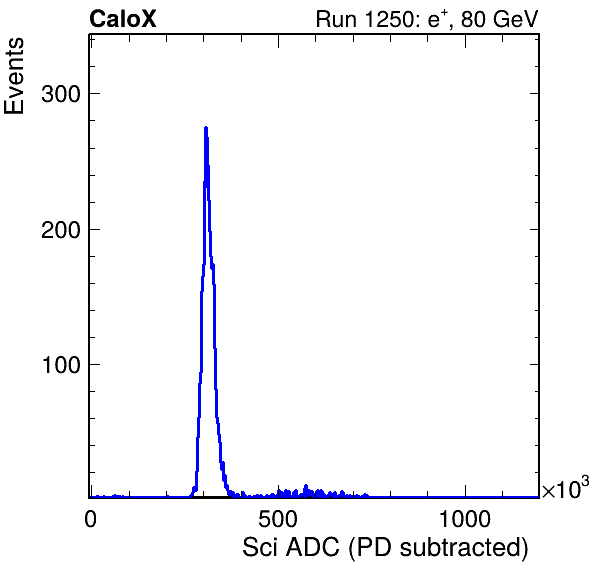 CaloX Run 1250: e⁺, 80 GeV
Events
300
200
100
0 500 1000 ×10³
Sci ADC (PD subtracted)